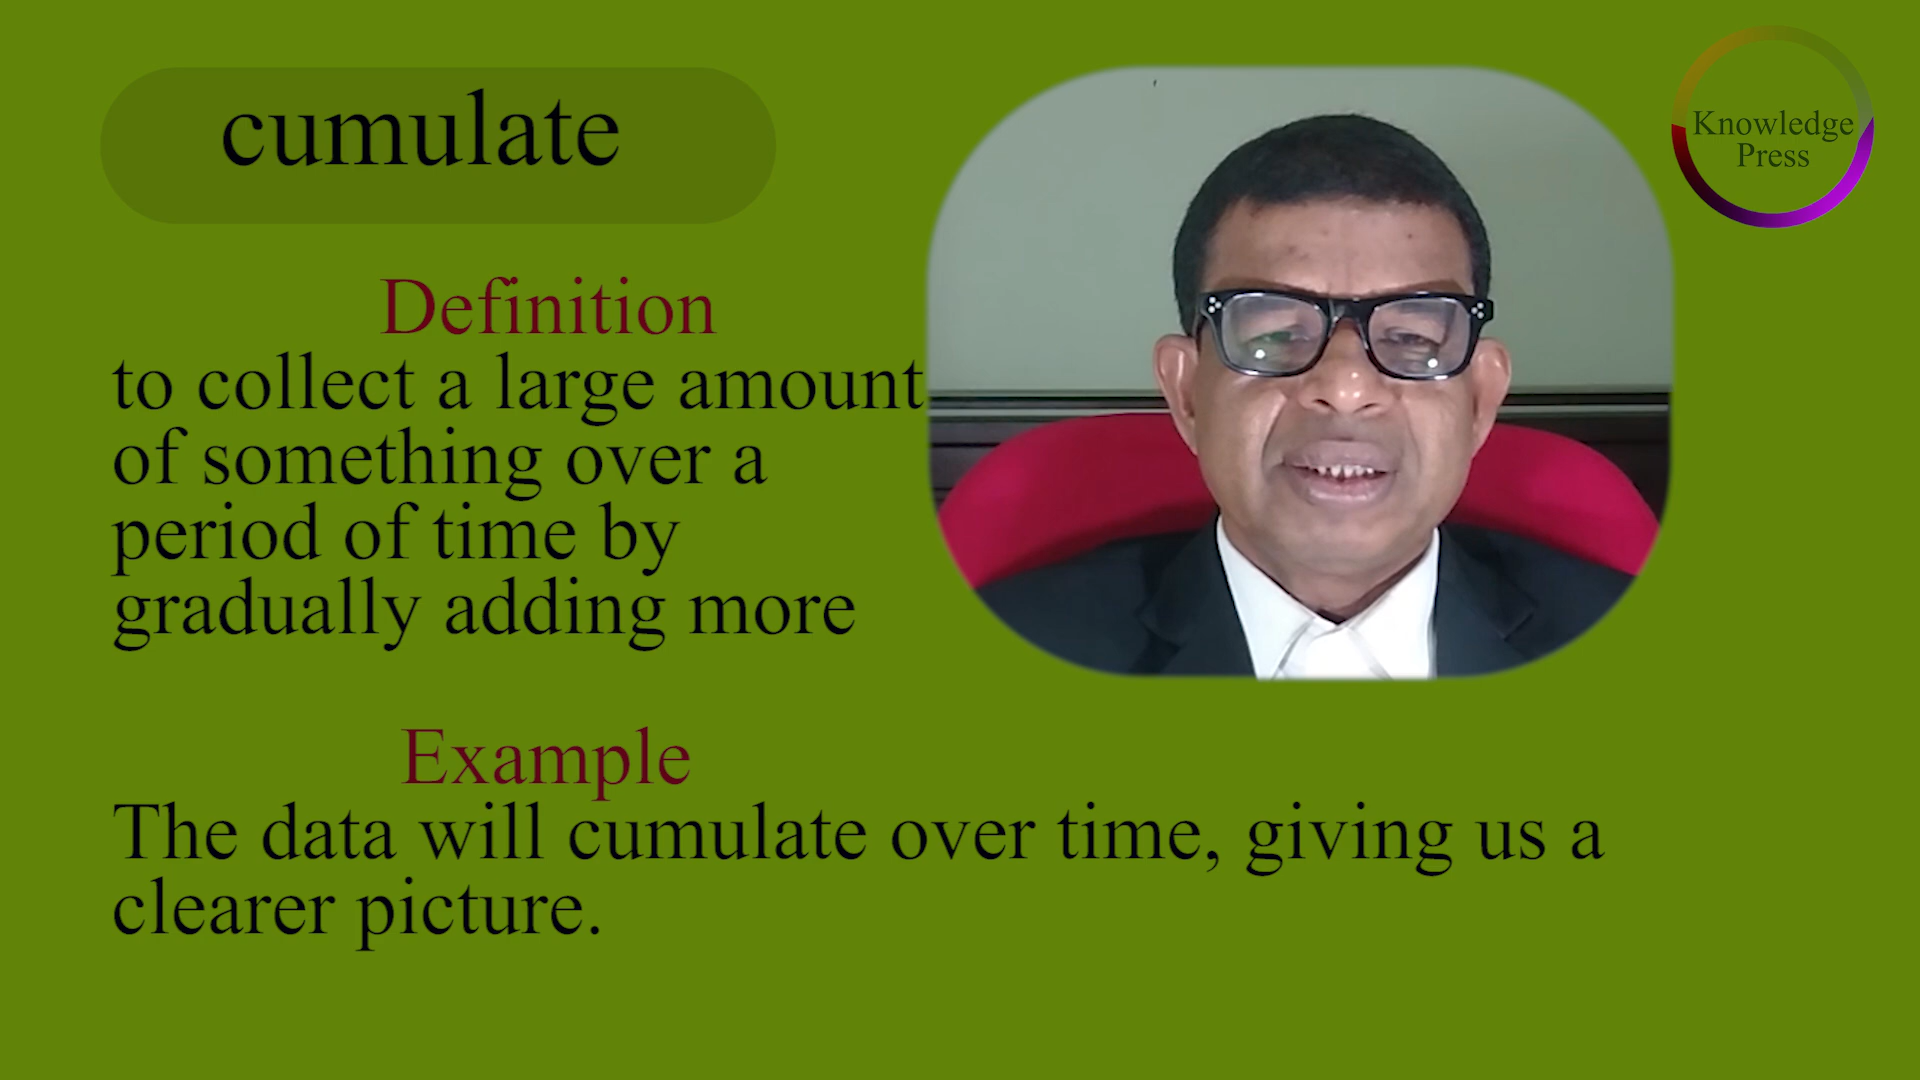 cumulate
Knowledge
Press
Definition
to collect a large amount
of something over a
period of time by
gradually adding more
Example
The data will cumulate over time, giving us a
clearer picture.